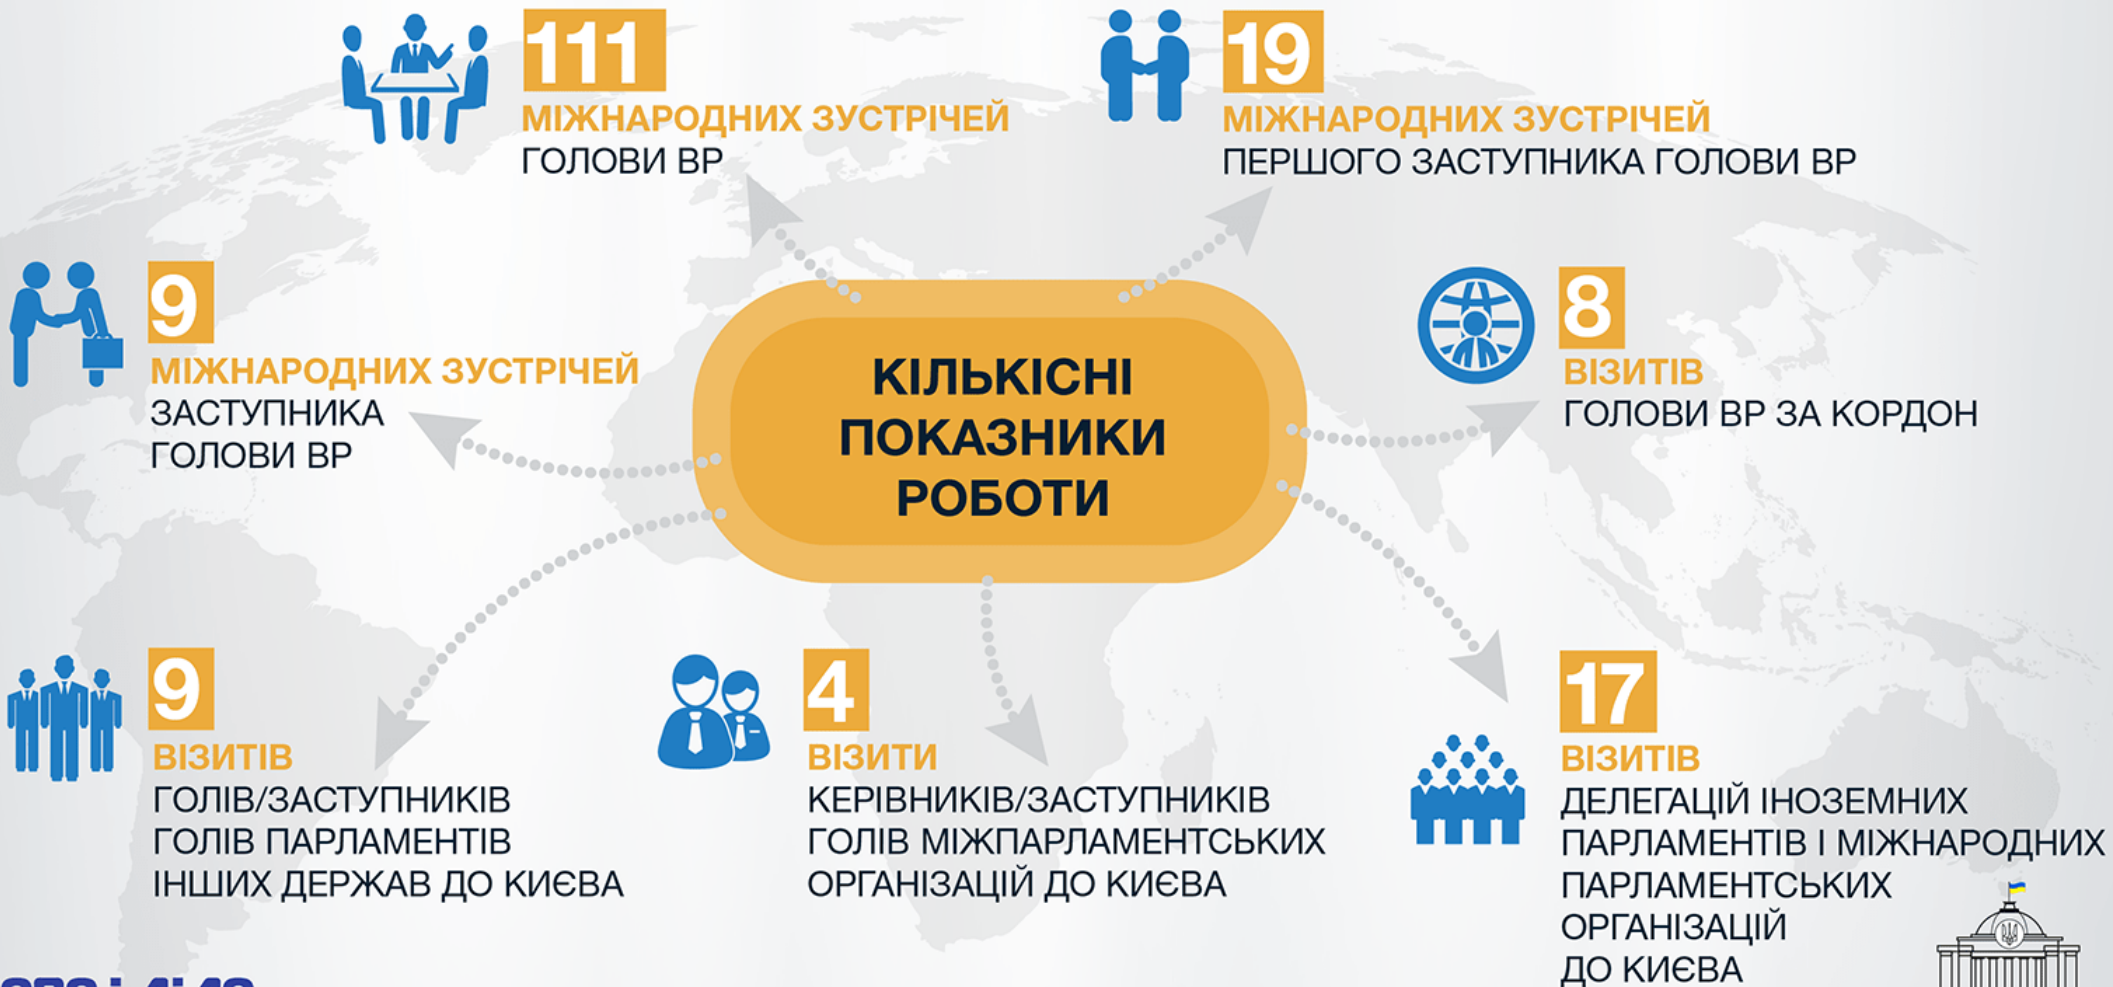 111
МІЖНАРОДНИХ ЗУСТРІЧЕЙ
ГОЛОВИ ВР
19
МІЖНАРОДНИХ ЗУСТРІЧЕЙ
ПЕРШОГО ЗАСТУПНИКА ГОЛОВИ ВР
9
МІЖНАРОДНИХ ЗУСТРІЧЕЙ
ЗАСТУПНИКА
ГОЛОВИ ВР
КІЛЬКІСНІ
ПОКАЗНИКИ
РОБОТИ
8
ВІЗИТІВ
ГОЛОВИ ВР ЗА КОРДОН
9
ВІЗИТІВ
ГОЛІВ/ЗАСТУПНИКІВ
ГОЛІВ ПАРЛАМЕНТІВ
ІНШИХ ДЕРЖАВ ДО КИЄВА
4
ВІЗИТИ
КЕРІВНИКІВ/ЗАСТУПНИКІВ
ГОЛІВ МІЖПАРЛАМЕНТСЬКИХ
ОРГАНІЗАЦІЙ ДО КИЄВА
17
ВІЗИТІВ
ДЕЛЕГАЦІЙ ІНОЗЕМНИХ
ПАРЛАМЕНТІВ І МІЖНАРОДНИХ
ПАРЛАМЕНТСЬКИХ
ОРГАНІЗАЦІЙ
ДО КИЄВА